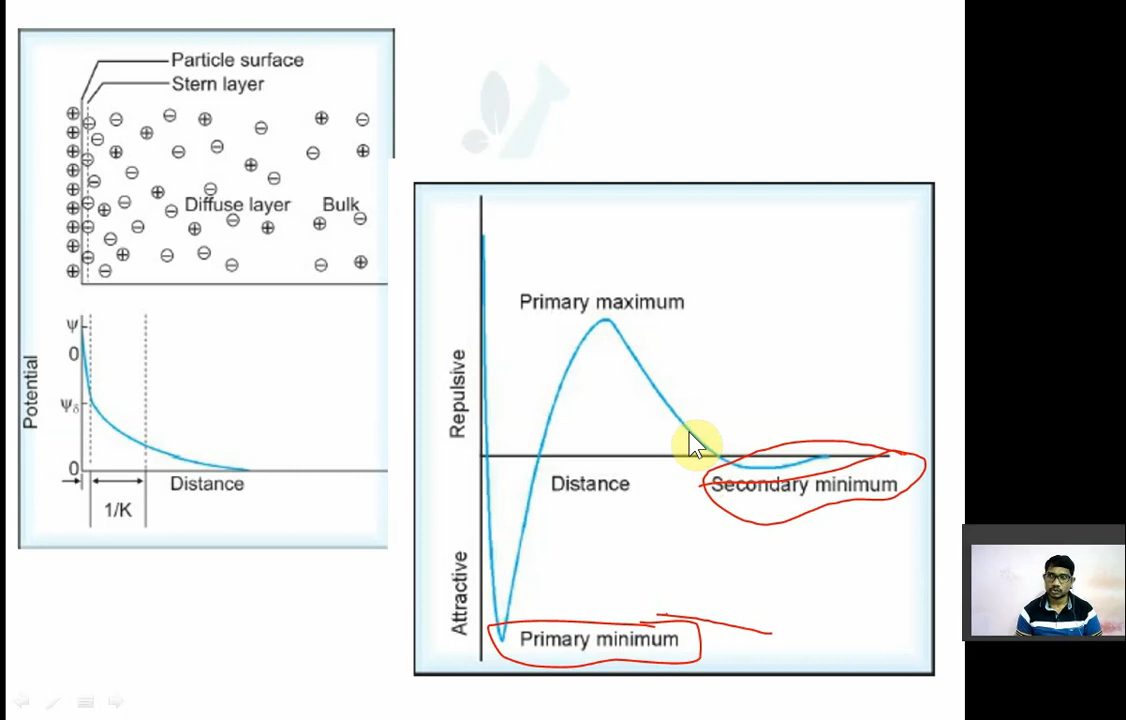 Particle surface
Stern layer
Diffuse layer
Bulk
Potential
Ψ
0
Ψδ
0
Distance
1/K
Primary maximum
Repulsive
Distance
Secondary minimum
Attractive
Primary minimum